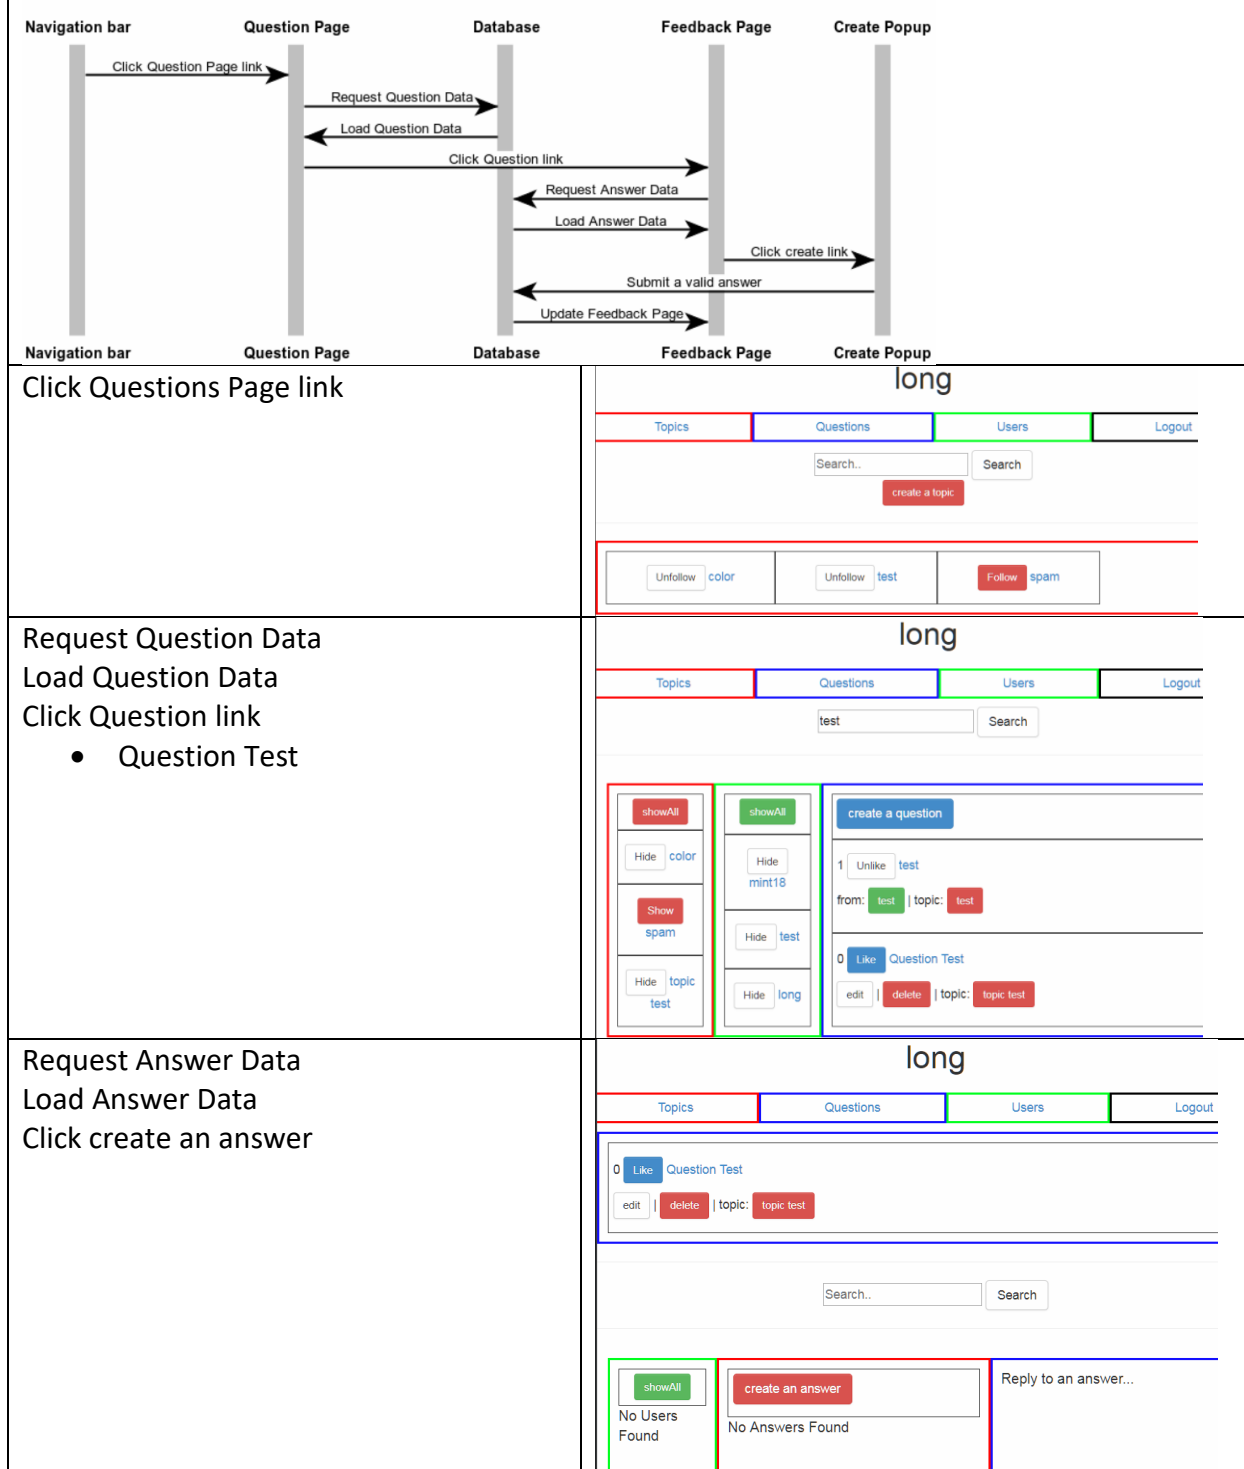 Navigation bar Question Page Database Feedback Page Create Popup
Click Question Page link
Request Question Data
Load Question Data
Click Question link
Request Answer Data
Load Answer Data
Click create link
Submit a valid answer
Update Feedback Page
Navigation bar Question Page Database Feedback Page Create Popup
Click Questions Page link
long
Topics Questions Users Logout
Search.. Search
create a topic
Unfollow color Unfollow test Follow spam
Request Question Data
Load Question Data
Click Question link
• Question Test
long
Topics Questions Users Logout
test Search
showAll
Hide color
Show
spam
Hide topic
test
showAll
Hide
mint18
Hide test
Hide long
create a question
1 Unlike test
from: test | topic: test
0 Like Question Test
edit | delete | topic: topic test
Request Answer Data
Load Answer Data
Click create an answer
long
Topics Questions Users Logout
0 Like Question Test
edit | delete | topic: topic test
Search.. Search
showAll
No Users
Found
create an answer
No Answers Found
Reply to an answer...